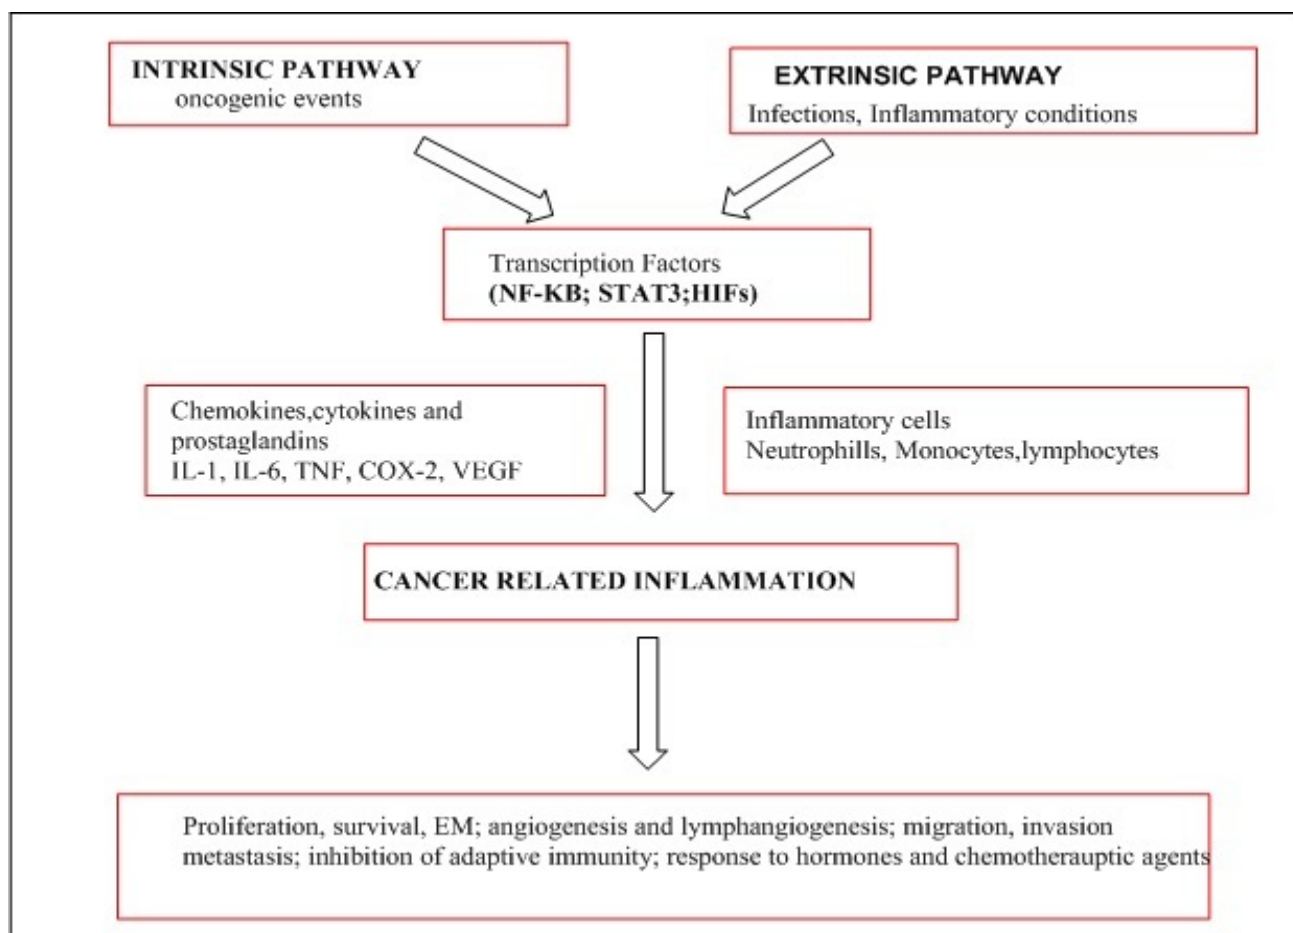 INTRINSIC PATHWAY
oncogenic events
EXTRINSIC PATHWAY
Infections, Inflammatory conditions
Transcription Factors
(NF-KB; STAT3;HIFs)
Chemokines,cytokines and
prostaglandins
IL-1, IL-6, TNF, COX-2, VEGF
Inflammatory cells
Neutrophills, Monocytes,lymphocytes
CANCER RELATED INFLAMMATION
Proliferation, survival, EM; angiogenesis and lymphangiogenesis; migration, invasion
metastasis; inhibition of adaptive immunity; response to hormones and chemotherauptic agents